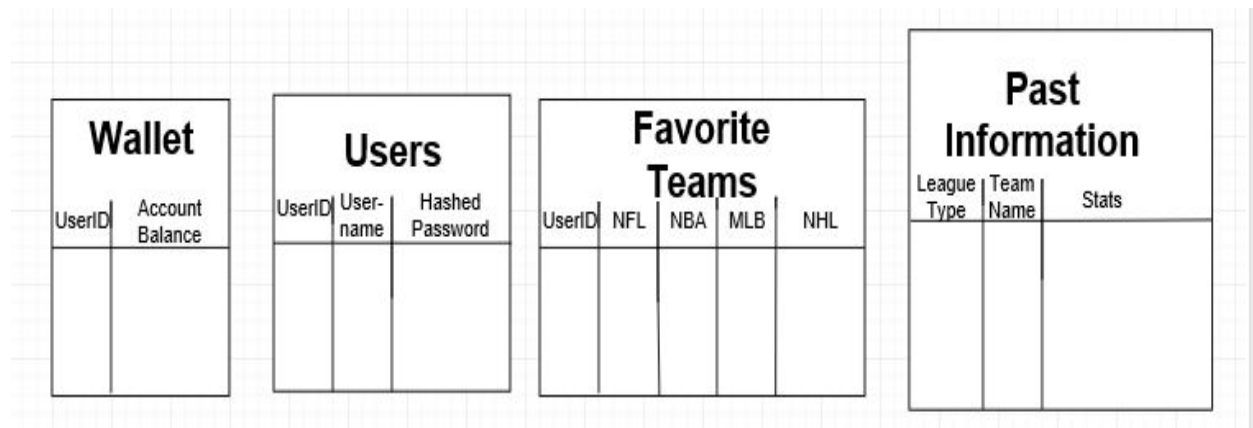 Wallet
UserID
Account
Balance
Users
UserID
User-
name
Hashed
Password
Favorite
Teams
UserID
NFL
NBA
MLB
NHL
Past
Information
League
Type
Team
Name
Stats